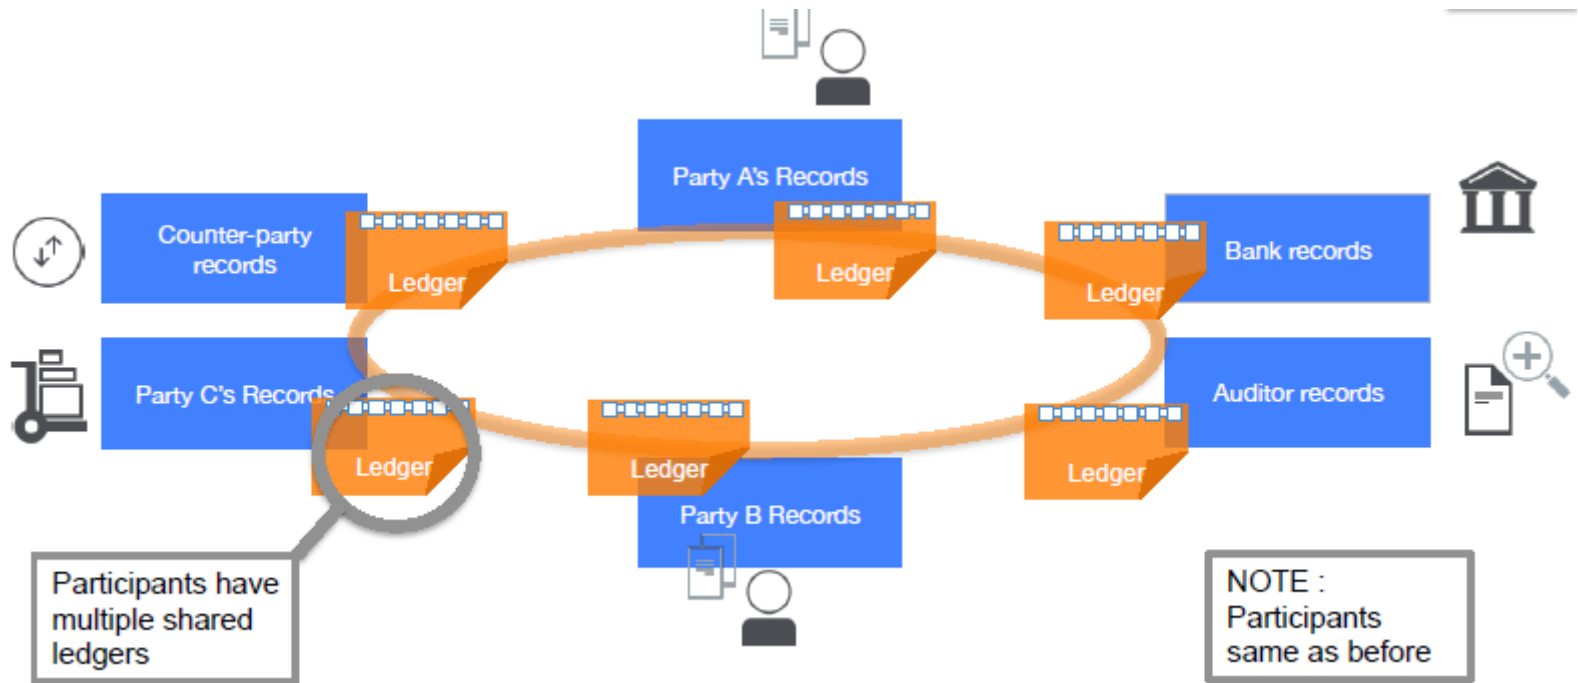 Party A's Records
Counter-party
records
Ledger
Ledger
Ledger
Bank records
Party C's Records
Auditor records
Ledger
Ledger
Ledger
Party B Records
Participants have
multiple shared
ledgers
NOTE :
Participants
same as before